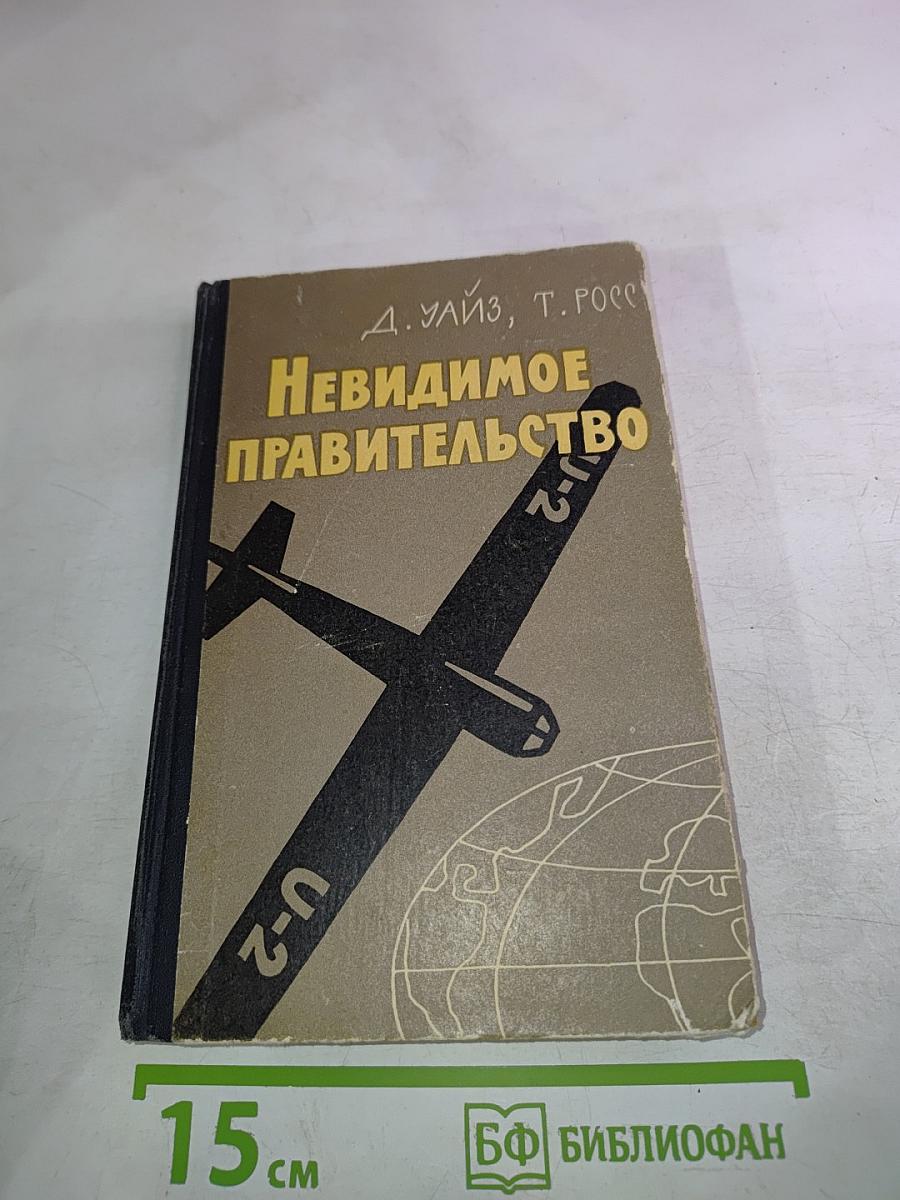 Д. УАЙЗ, Т. РОСС
НЕВИДИМОЕ
ПРАВИТЕЛЬСТВО
U-2
U-2
15 см
БФ БИБЛИОФАН